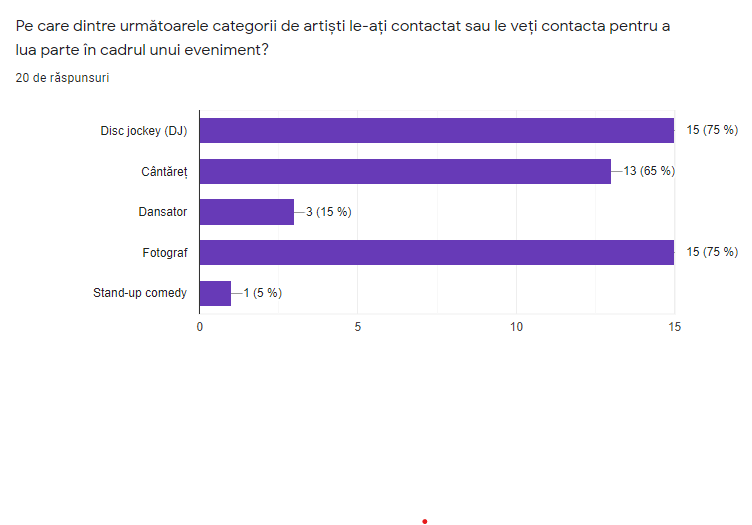 Pe care dintre următoarele categorii de artiști le-ați contactat sau le veți contacta pentru a
lua parte în cadrul unui eveniment?
20 de răspunsuri
Disc jockey (DJ) 15 (75 %)
Cântăreț 13 (65 %)
Dansator 3 (15 %)
Fotograf 15 (75 %)
Stand-up comedy 1 (5 %)
0 5 10 15